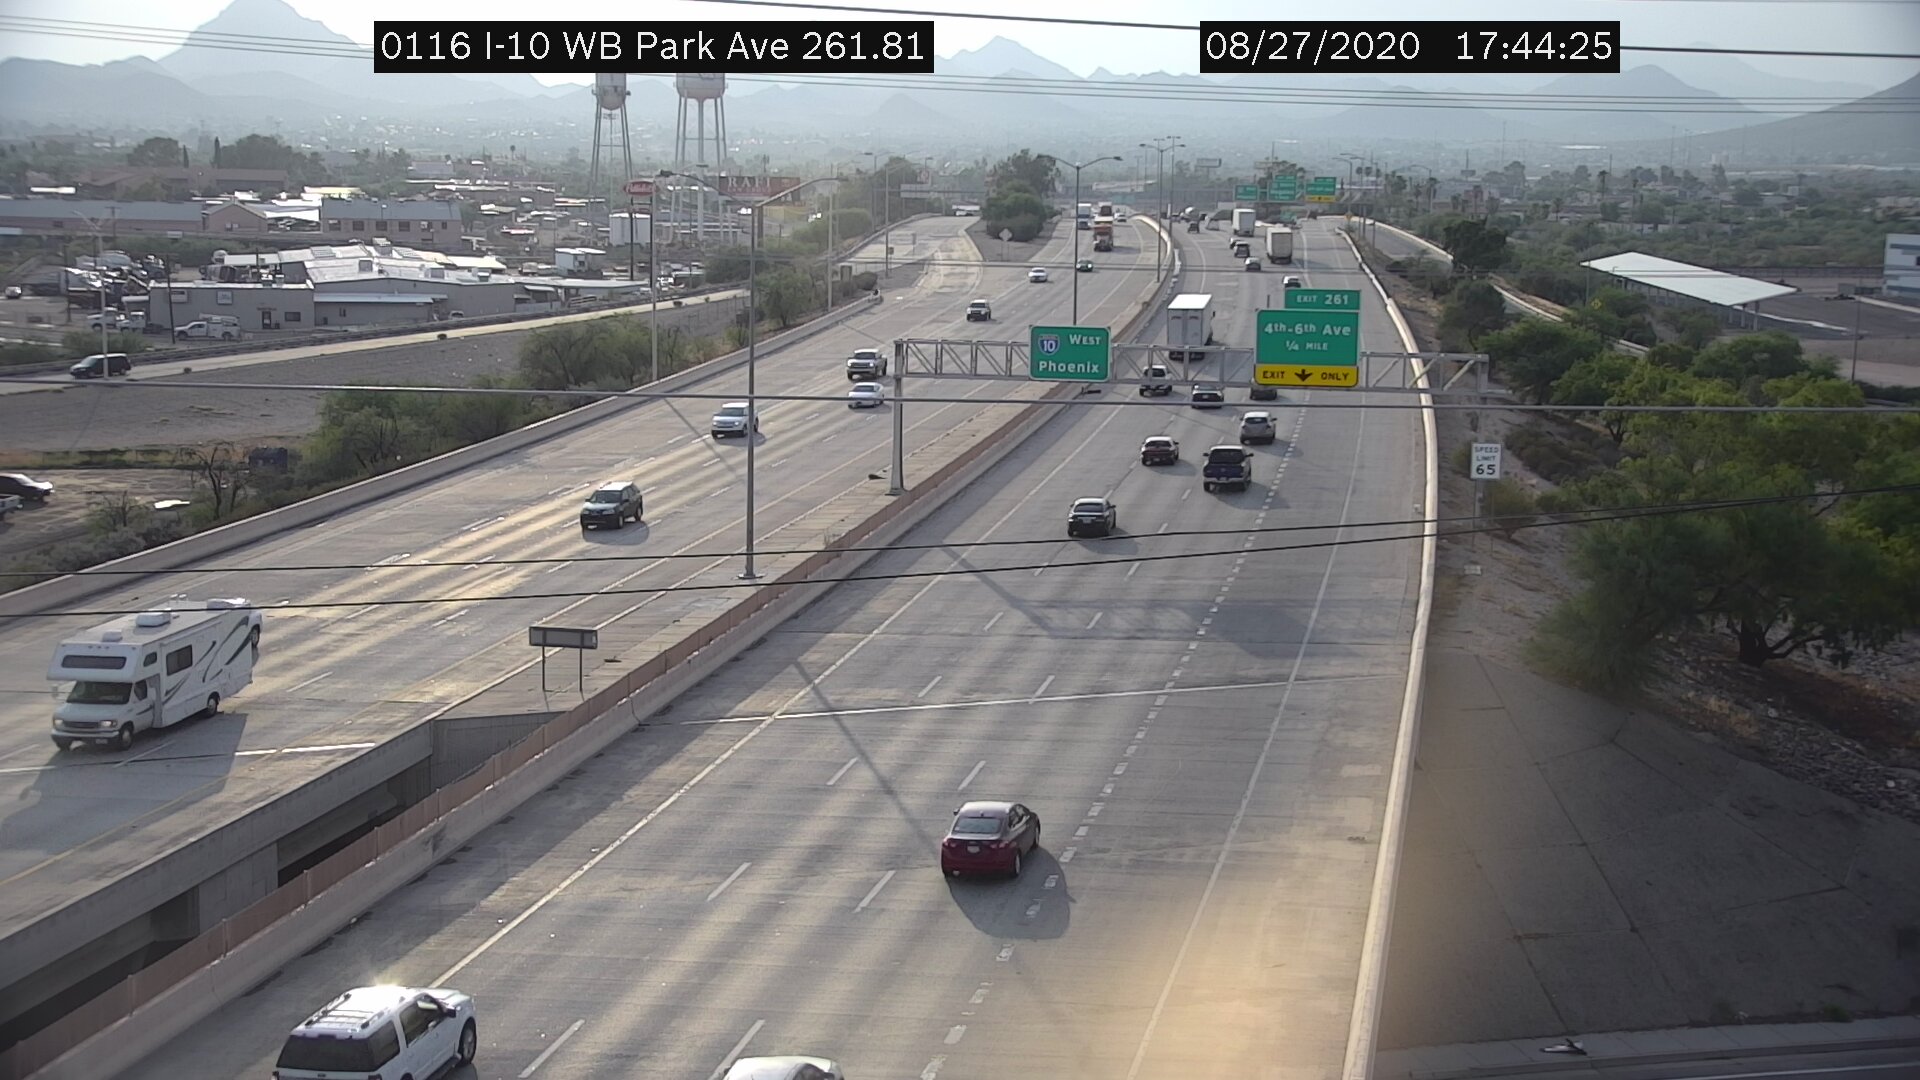 0116 I-10 WB Park Ave 261.81
08/27/2020 17:44:25
EXIT 261
4th-6th Ave
1/4 MILE
EXIT ONLY
10 WEST
Phoenix
SPEED
LIMIT
65